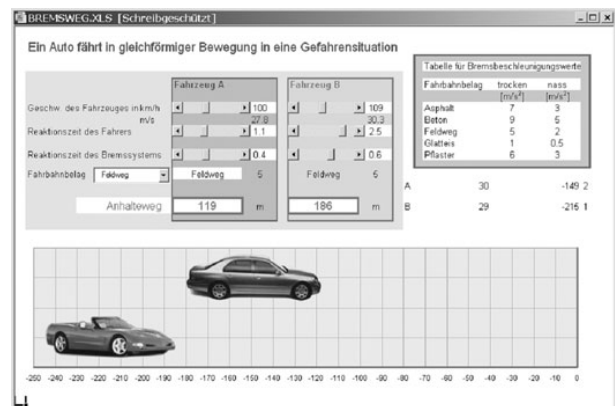 BREMSWEG.XLS [Schreibgeschützt]
Ein Auto fährt in gleichförmiger Bewegung in eine Gefahrensituation
Fahrzeug A Fahrzeug B
Geschw. des Fahrzeuges in km/h 100 109
m/s 27.8 30.3
Reaktionszeit des Fahrers 1.1 2.5
Reaktionszeit des Bremssystems 0.4 0.6
Fahrbahnbelag Feldweg Feldweg 5 Feldweg 5
Anhalteweg 119 m 186 m
Tabelle für Bremsbeschleunigungswerte
Fahrbahnbelag trocken nass
[m/s²] [m/s²]
Asphalt 7 3
Beton 9 5
Feldweg 5 2
Glatteis 1 0.5
Pflaster 6 3
A 30 -149 2
B 29 -215 1
-250 -240 -230 -220 -210 -200 -190 -180 -170 -160 -150 -140 -130 -120 -110 -100 -90 -80 -70 -60 -50 -40 -30 -20 -10 0